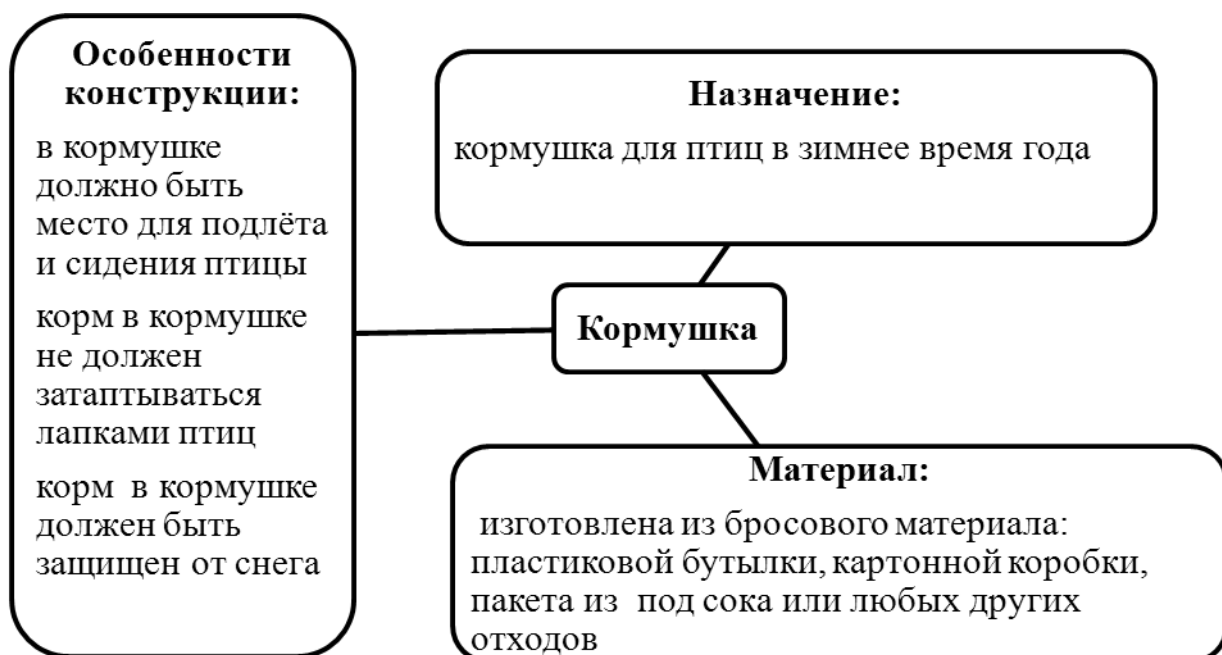 Особенности
конструкции:
в кормушке
должно быть
место для подлёта
и сидения птицы
корм в кормушке
не должен
затаптываться
лапками птиц
корм в кормушке
должен быть
защищен от снега
Назначение:
кормушка для птиц в зимнее время года
Кормушка
Материал:
изготовлена из бросового материала:
пластиковой бутылки, картонной коробки,
пакета из под сока или любых других
отходов